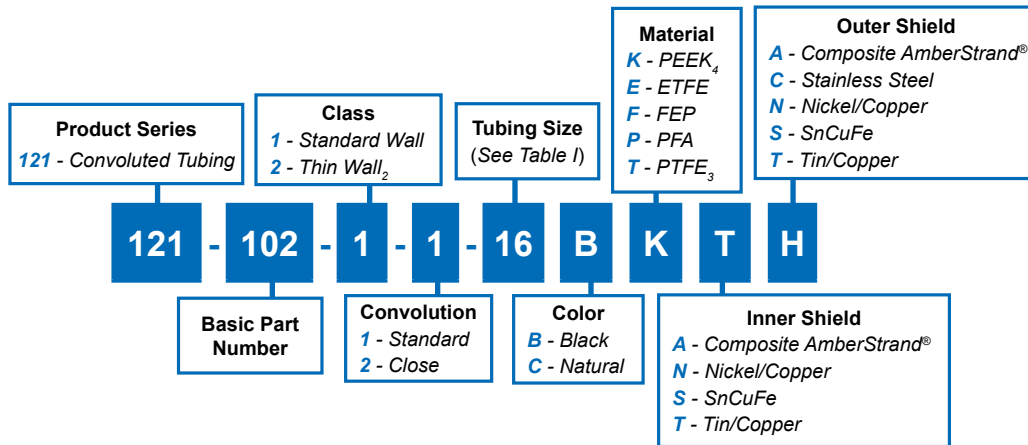 Product Series
121 - Convoluted Tubing
Class
1 - Standard Wall
2 - Thin Wall2
Tubing Size
(See Table I)
Material
K - PEEK4
E - ETFE
F - FEP
P - PFA
T - PTFE3
Outer Shield
A - Composite AmberStrand®
C - Stainless Steel
N - Nickel/Copper
S - SnCuFe
T - Tin/Copper
121 - 102 - 1 - 1 - 16 B K T H
Basic Part
Number
Convolution
1 - Standard
2 - Close
Color
B - Black
C - Natural
Inner Shield
A - Composite AmberStrand®
N - Nickel/Copper
S - SnCuFe
T - Tin/Copper